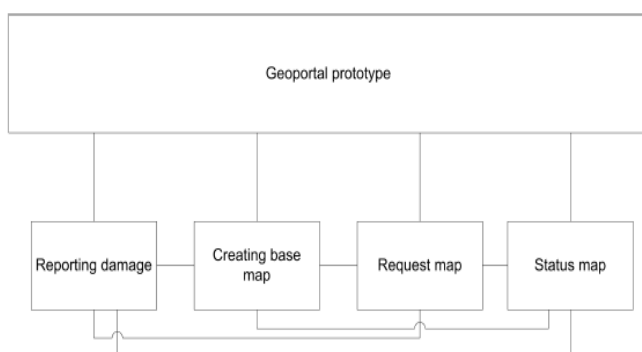 Geoportal prototype
Reporting damage
Creating base
map
Request map
Status map